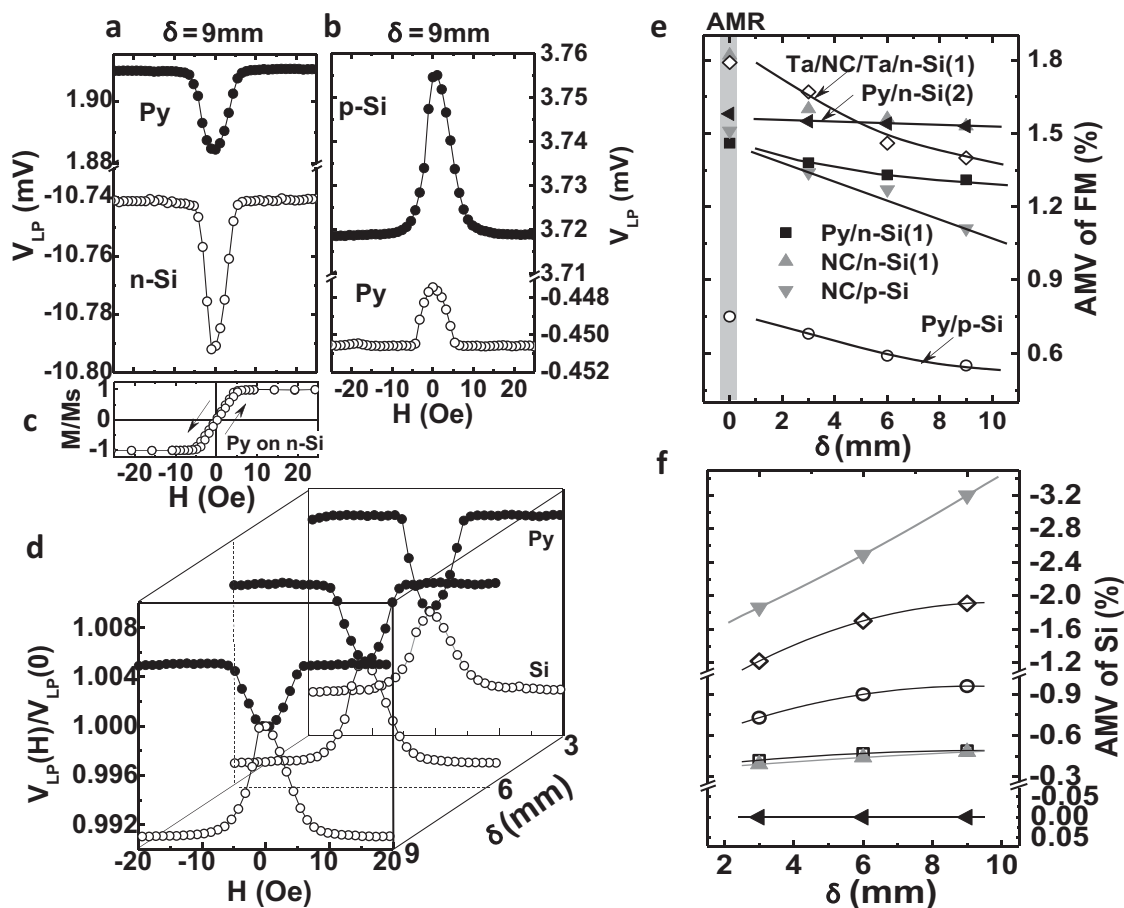 a
δ = 9mm
1.90
1.88
Py
-10.74
-10.76
-10.78
-10.80
n-Si
V_LP (mV)
b
δ = 9mm
p-Si
Py
3.76
3.75
3.74
3.73
3.72
3.71
-0.448
-0.450
-0.452
V_LP (mV)
-20 -10 0 10 20
H (Oe)
c
M/Ms
1
0
-1
Py on n-Si
-20 -10 0 10 20
H (Oe)
d
Py
Si
1.008
1.004
1.000
0.996
0.992
V_LP(H)/V_LP(0)
-20 -10 0 10 20
H (Oe)
3
6
9
δ (mm)
e
AMR
Ta/NC/Ta/n-Si(1)
Py/n-Si(2)
Py/n-Si(1)
NC/n-Si(1)
NC/p-Si
Py/p-Si
1.8
1.5
1.2
0.9
0.6
AMV of FM (%)
0 2 4 6 8 10
δ (mm)
f
-3.2
-2.8
-2.4
-2.0
-1.6
-1.2
-0.9
-0.6
-0.3
-0.05
0.00
0.05
AMV of Si (%)
2 4 6 8 10
δ (mm)